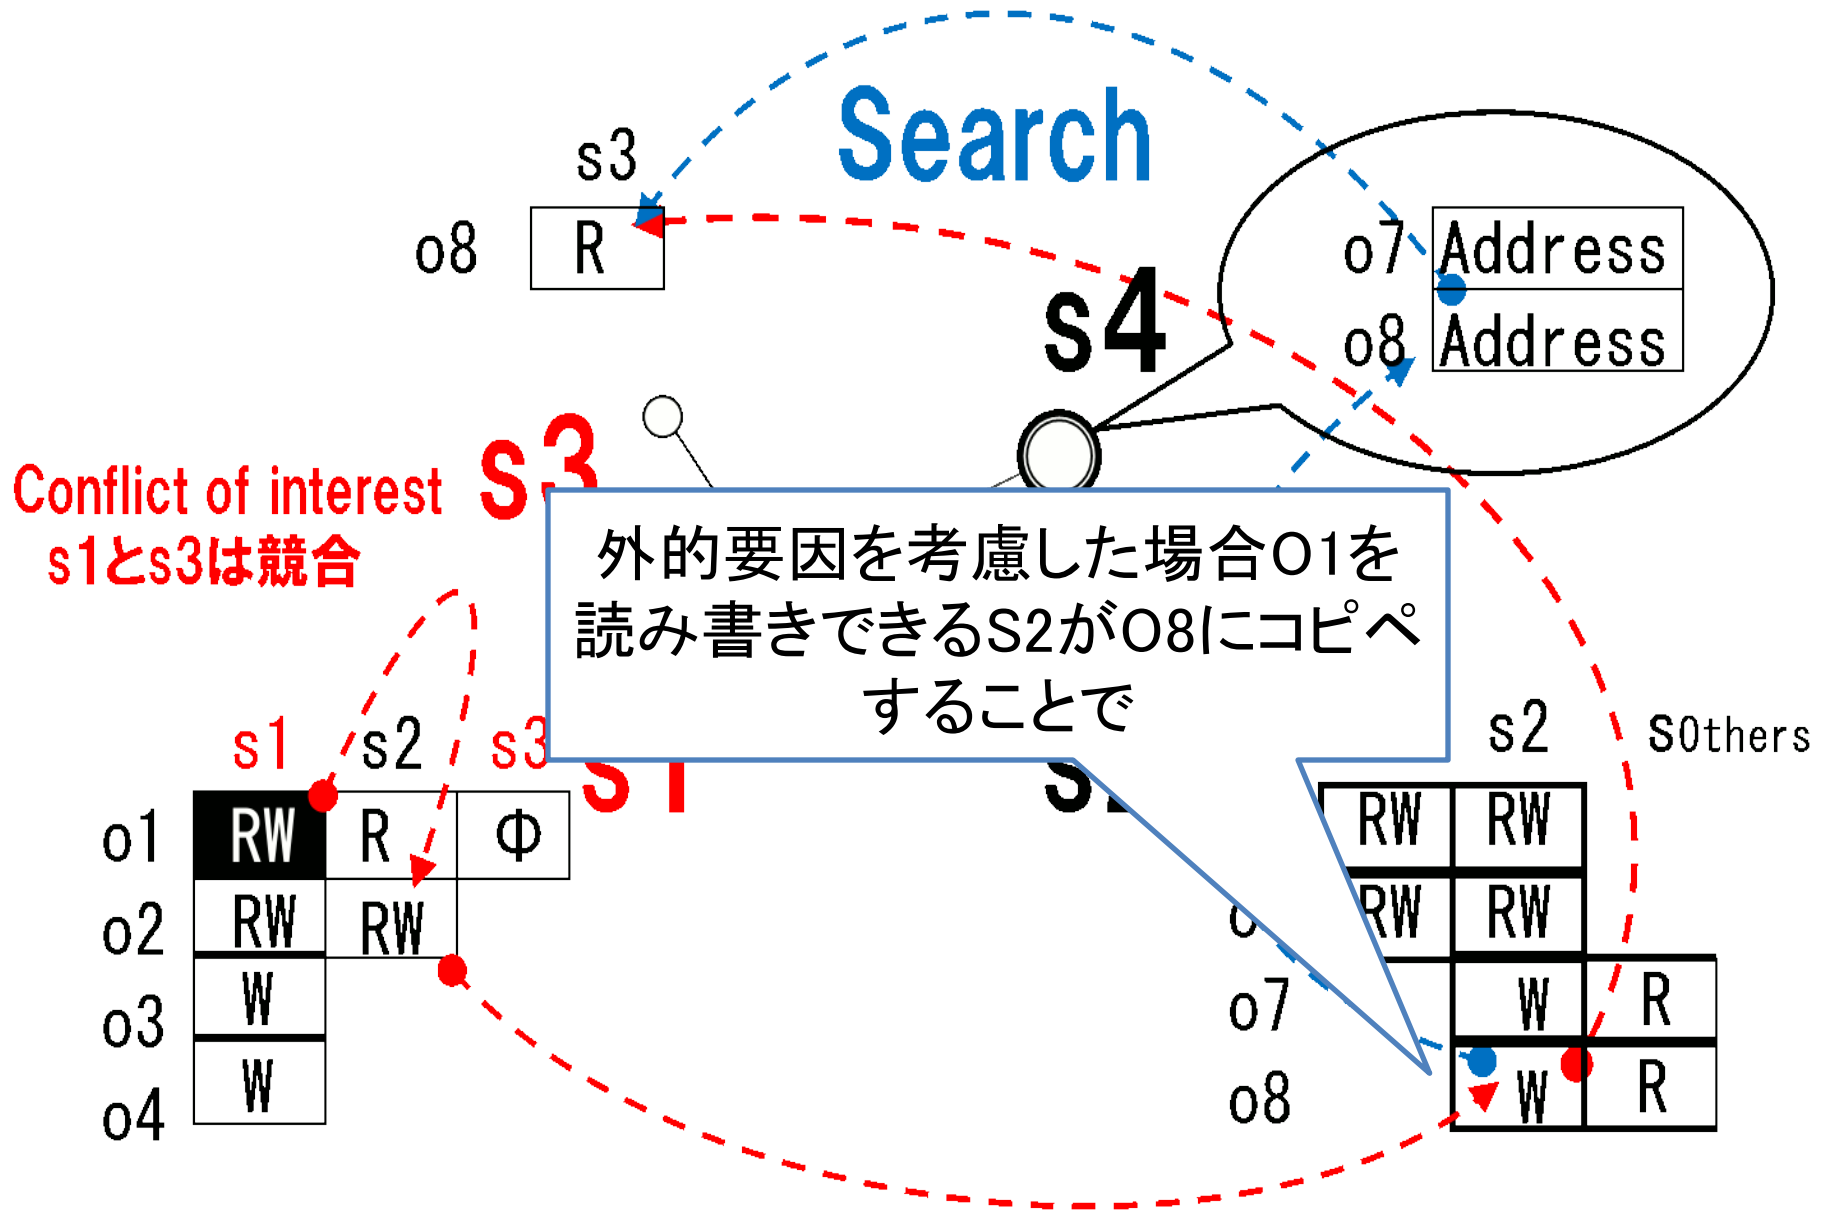 Search
s3
o8 R
o7 Address
o8 Address
s4
s3
Conflict of interest
s1とs3は競合
外的要因を考慮した場合O1を
読み書きできるS2がO8にコピペ
することで
s1 s2 s3
s1
o1 RW R Φ
o2 RW RW
o3 W
o4 W
s2 sOthers
RW RW
RW RW
o7 W R
o8 W R